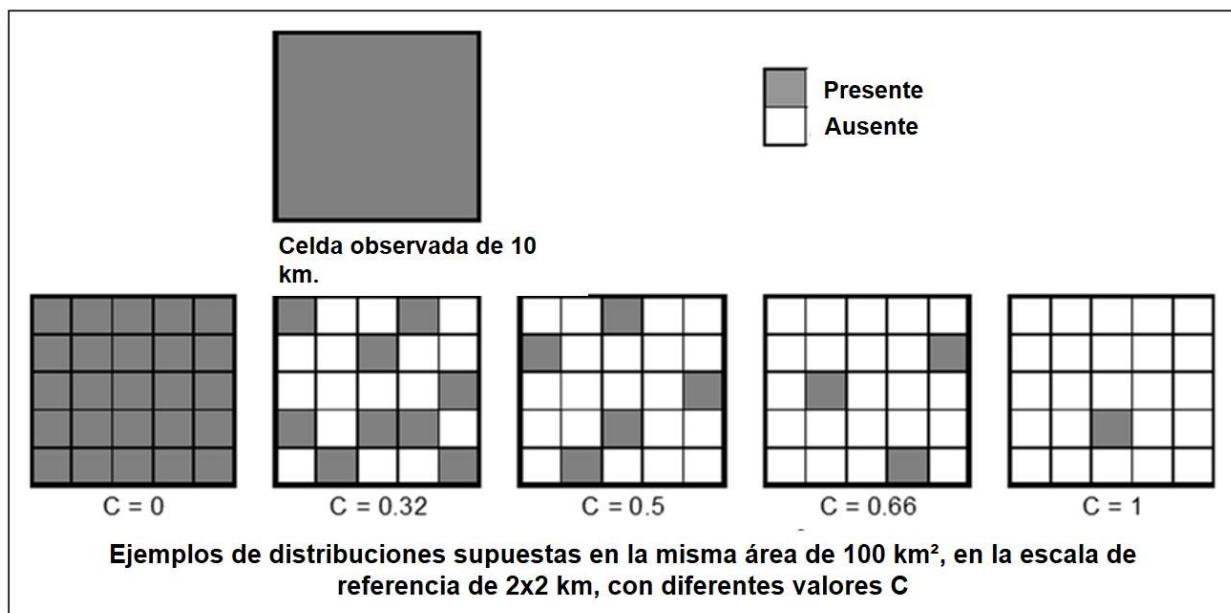 Presente
Ausente
Celda observada de 10
km.
C = 0
C = 0.32
C = 0.5
C = 0.66
C = 1
Ejemplos de distribuciones supuestas en la misma área de 100 km², en la escala de
referencia de 2x2 km, con diferentes valores C